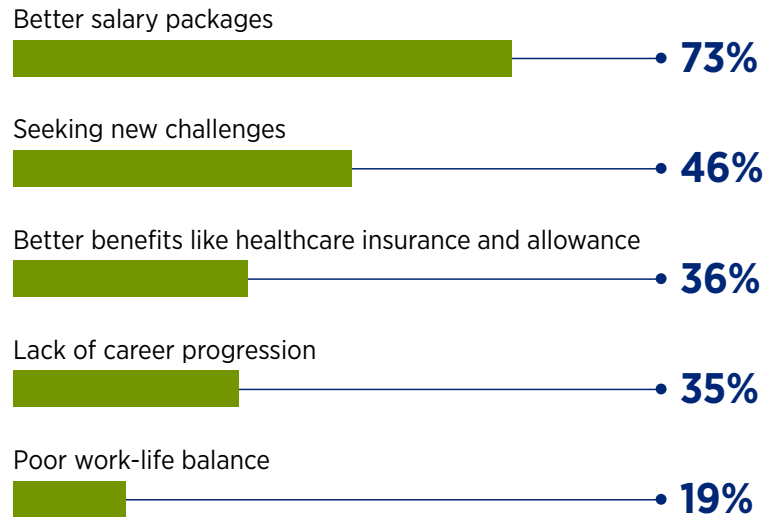 Better salary packages
73%
Seeking new challenges
46%
Better benefits like healthcare insurance and allowance
36%
Lack of career progression
35%
Poor work-life balance
19%